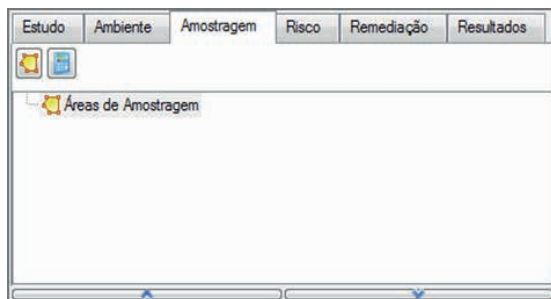 Estudo Ambiente Amostragem Risco Remediação Resultados
Áreas de Amostragem